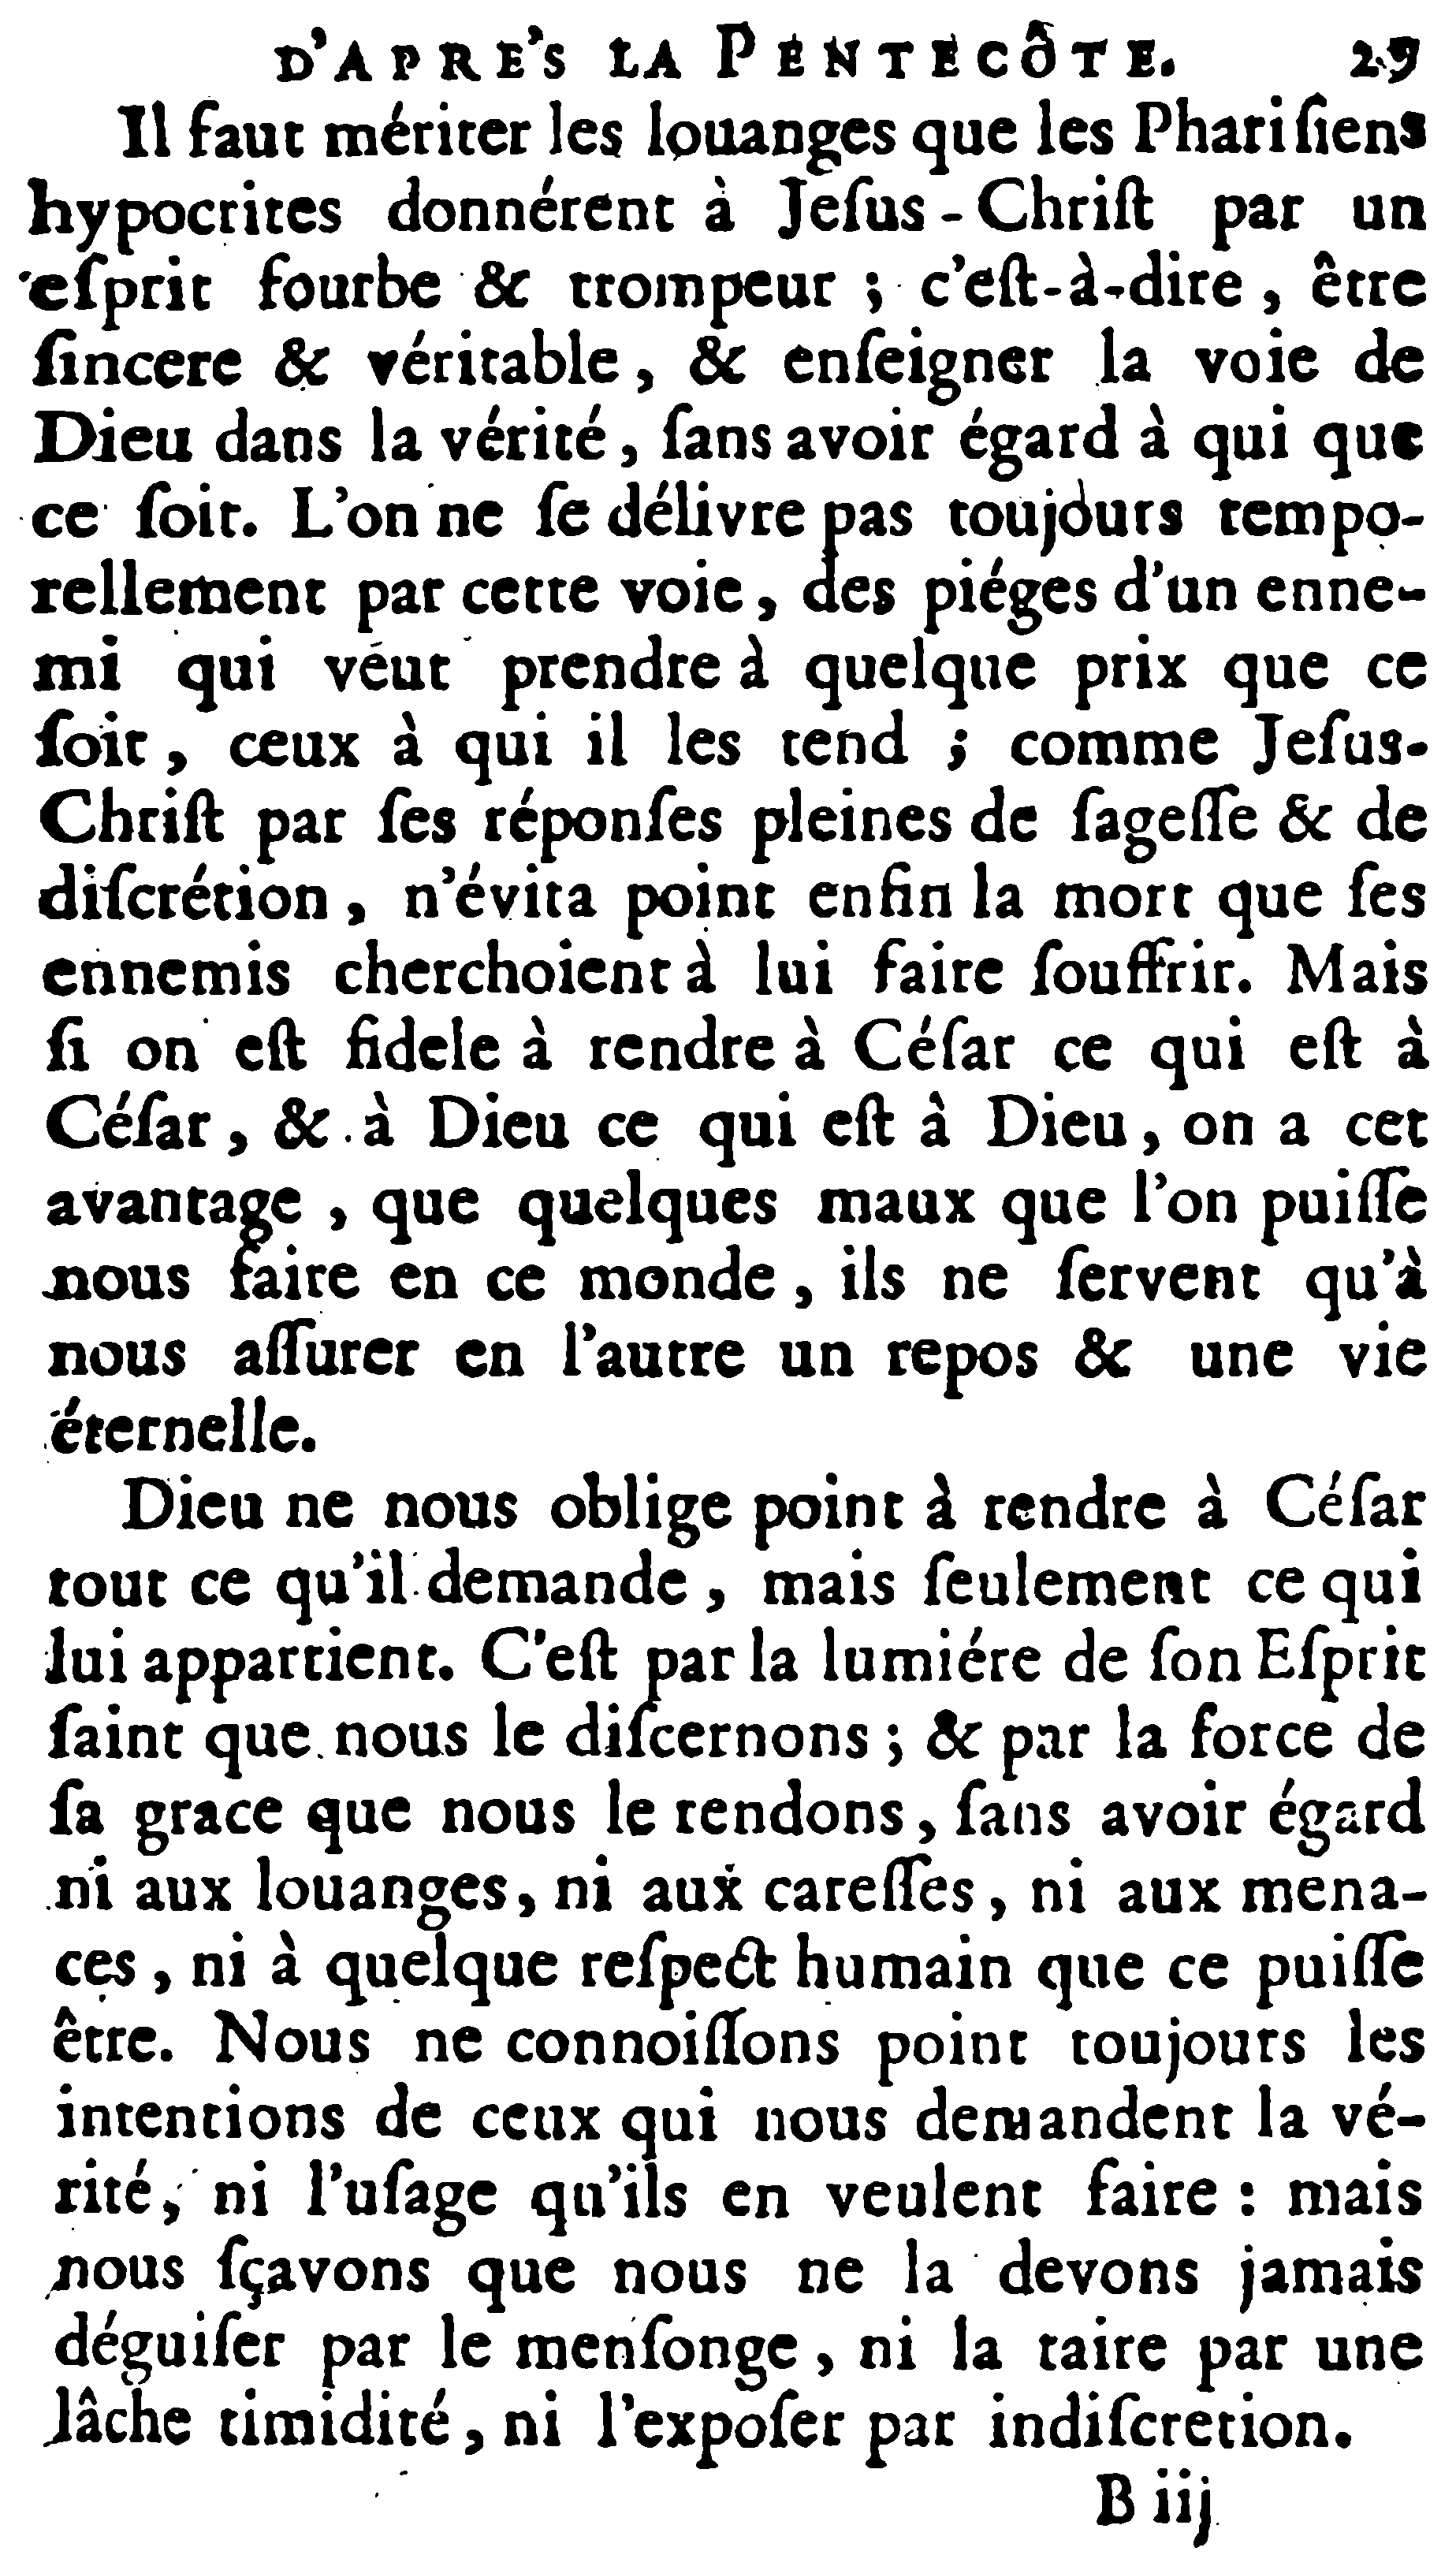 D'APRE'S LA PENTECÔTE. 29
Il faut mériter les louanges que les Phariſiens
hypocrites donnérent à Jeſus-Chriſt par un
eſprit fourbe & trompeur ; c'eſt-à-dire , être
ſincere & véritable , & enſeigner la voie de
Dieu dans la vérité , ſans avoir égard à qui que
ce ſoit. L'on ne ſe délivre pas toujours tempo-
rellement par cette voie , des piéges d'un enne-
mi qui veut prendre à quelque prix que ce
ſoit , ceux à qui il les tend ; comme Jeſus-
Chriſt par ſes réponſes pleines de ſageſſe & de
diſcrétion , n'évita point enfin la mort que ſes
ennemis cherchoient à lui faire ſouffrir. Mais
ſi on eſt fidele à rendre à Céſar ce qui eſt à
Céſar , & à Dieu ce qui eſt à Dieu , on a cet
avantage , que quelques maux que l'on puiſſe
nous faire en ce monde , ils ne ſervent qu'à
nous aſſurer en l'autre un repos & une vie
éternelle.
Dieu ne nous oblige point à rendre à Céſar
tout ce qu'il demande , mais ſeulement ce qui
lui appartient. C'eſt par la lumiére de ſon Eſprit
ſaint que nous le diſcernons ; & par la force de
ſa grace que nous le rendons , ſans avoir égard
ni aux louanges , ni aux careſſes , ni aux mena-
ces , ni à quelque reſpect humain que ce puiſſe
être. Nous ne connoiſſons point toujours les
intentions de ceux qui nous demandent la vé-
rité , ni l'uſage qu'ils en veulent faire : mais
nous ſçavons que nous ne la devons jamais
déguiſer par le menſonge , ni la taire par une
lâche timidité , ni l'expoſer par indiſcretion.
B iij